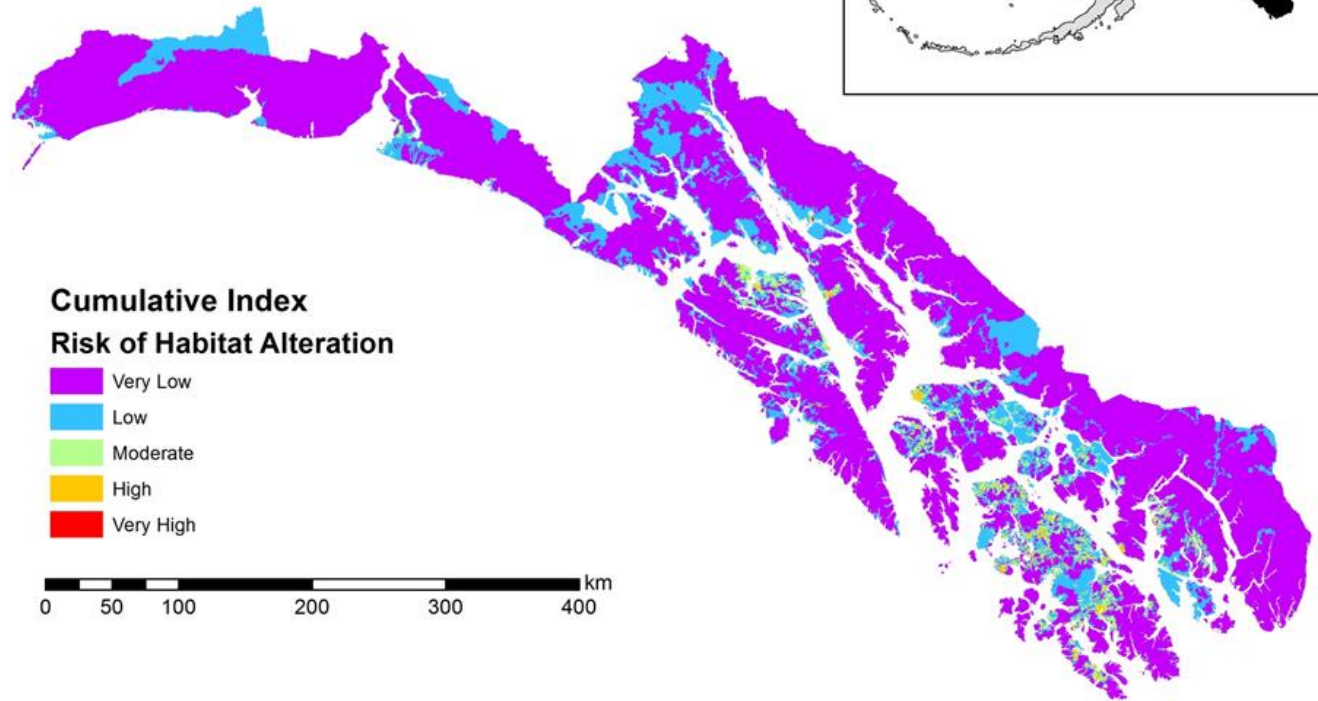 Cumulative Index
Risk of Habitat Alteration
Very Low
Low
Moderate
High
Very High
km
0 50 100 200 300 400